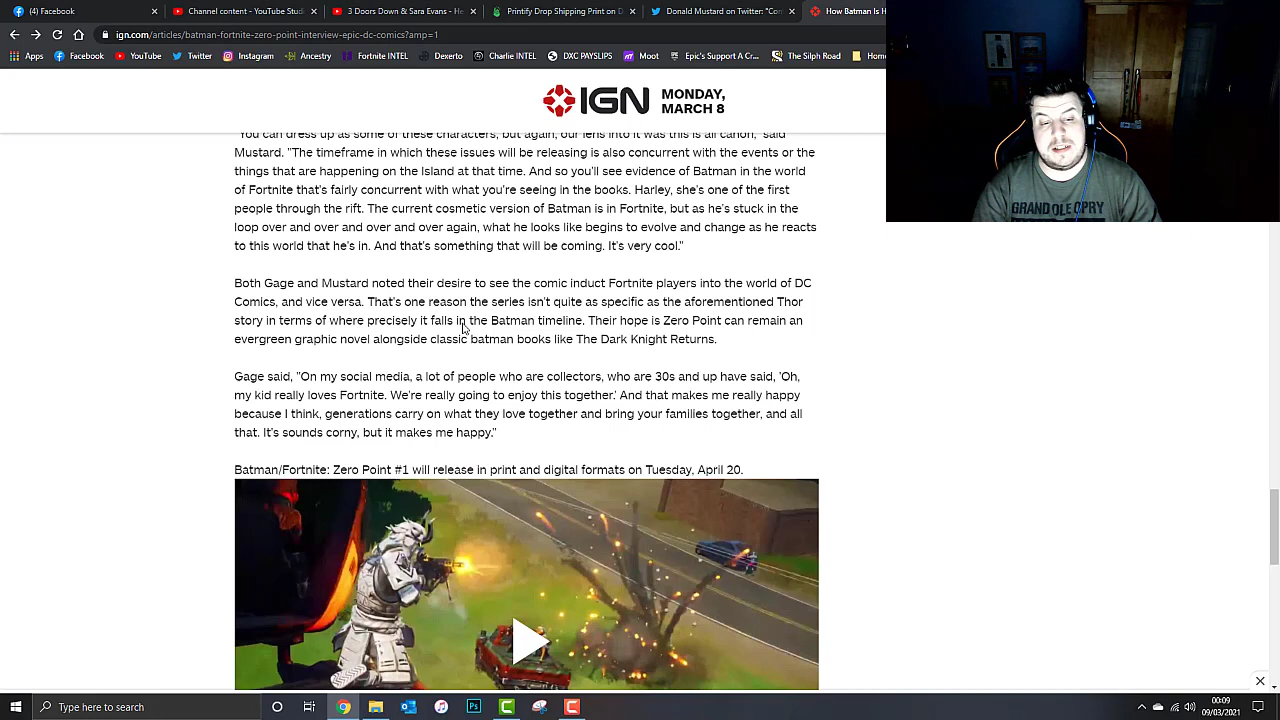 (4) Facebook
Channel content - YouTube Stud
3 Doors Down & Sara Evans - He
Printify Drop Shipping Print on D
Donald Mustard on Twitter: "Co
How Batman Is H
ign.com/articles/batman-fortnite-zero-point-interview-epic-dc-comics?amp=1
Apps
Facebook
YouTube
Twitter
Instagram
Ancestry
Fortnite INTEL
Dexerto
Charlie INTEL
DXC PAYSLIPS
Moot
Epic's Support A Cr...
The Silph Road
Ho
IGN
MONDAY,
MARCH 8
"You can dress up as some of these characters, but again, our lens into it was this is all canon," said
Mustard. "The timeframe in which these issues will be releasing is also concurrent with the events or the
things that are happening on the Island at that time. And so you'll see evidence of Batman in the world
of Fortnite that's fairly concurrent with what you're seeing in the books. Harley, she's one of the first
people through the rift. The current cosmetic version of Batman is in Fortnite, but as he's stuck in the
loop over and over and over and over again, what he looks like begins to evolve and change as he reacts
to this world that he's in. And that's something that will be coming. It's very cool."
Both Gage and Mustard noted their desire to see the comic induct Fortnite players into the world of DC
Comics, and vice versa. That's one reason the series isn't quite as specific as the aforementioned Thor
story in terms of where precisely it falls in the Batman timeline. Their hope is Zero Point can remain an
evergreen graphic novel alongside classic batman books like The Dark Knight Returns.
Gage said, "On my social media, a lot of people who are collectors, who are 30s and up have said, 'Oh,
my kid really loves Fortnite. We're really going to enjoy this together.' And that makes me really happy
because I think, generations carry on what they love together and bring your families together, and all
that. It's sounds corny, but it makes me happy."
Batman/Fortnite: Zero Point #1 will release in print and digital formats on Tuesday, April 20.
GRAND OLE OPRY
Type here to search
Ps
00:09
09/03/2021